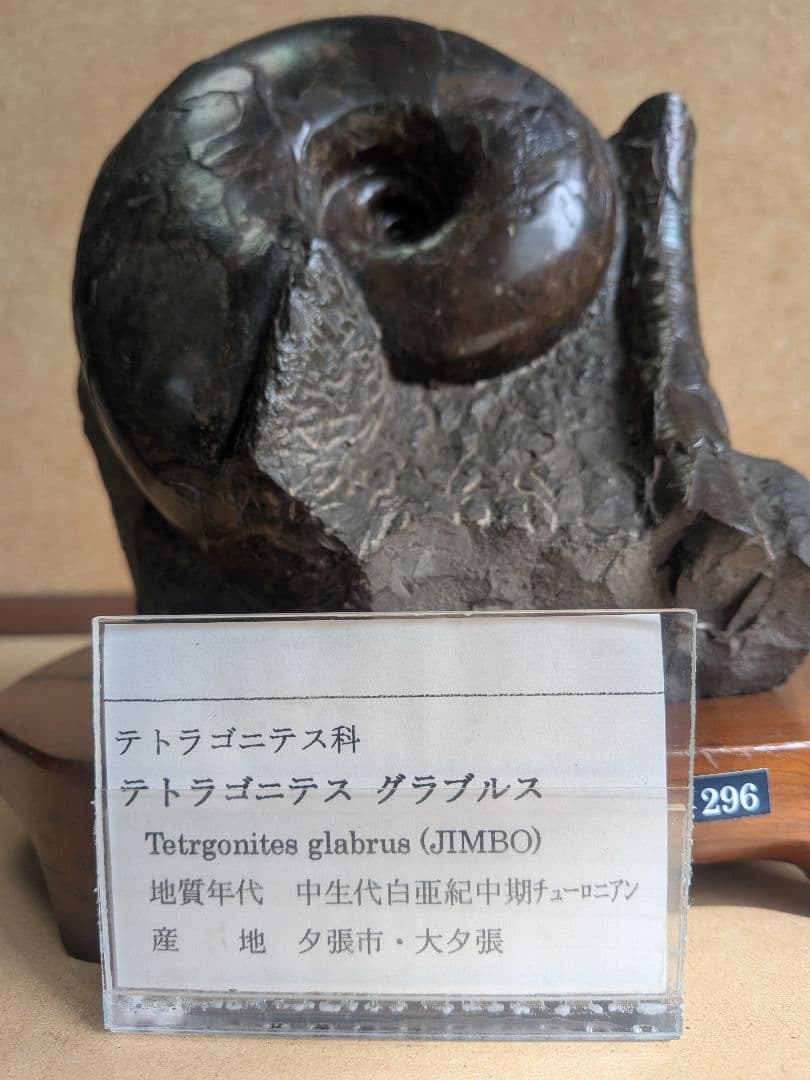 テトラゴニテス科
テトラゴニテス グラブルス
Tetrgonites glabrus (JIMBO)
地質年代 中生代白亜紀中期チューロニアン
産 地 夕張市・大夕張
296